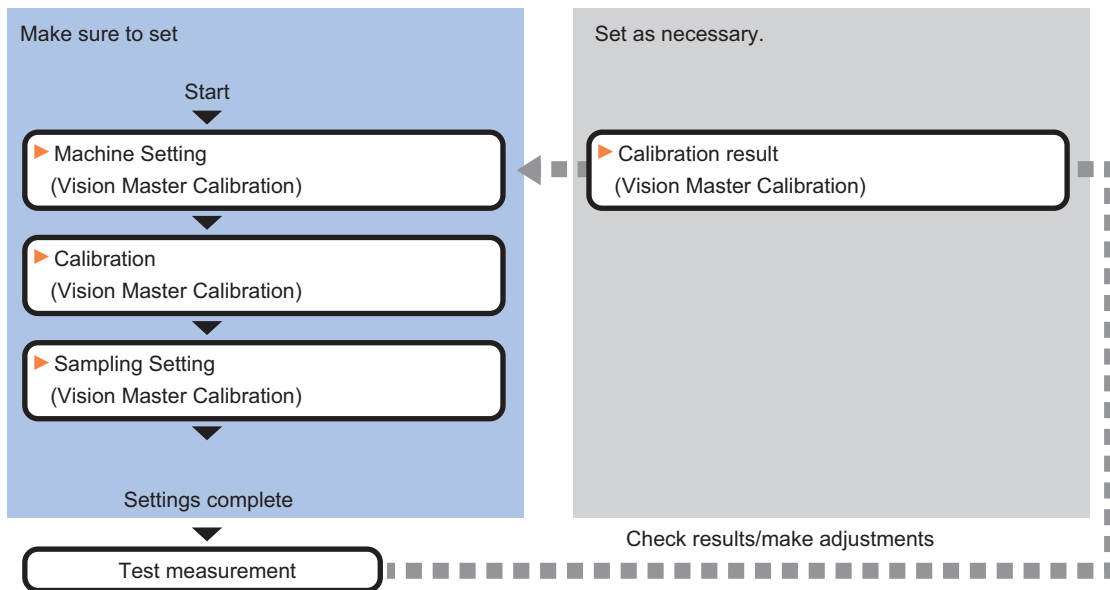 Make sure to set
Start
Machine Setting
(Vision Master Calibration)
Calibration
(Vision Master Calibration)
Sampling Setting
(Vision Master Calibration)
Settings complete
Test measurement
Set as necessary.
Calibration result
(Vision Master Calibration)
Check results/make adjustments